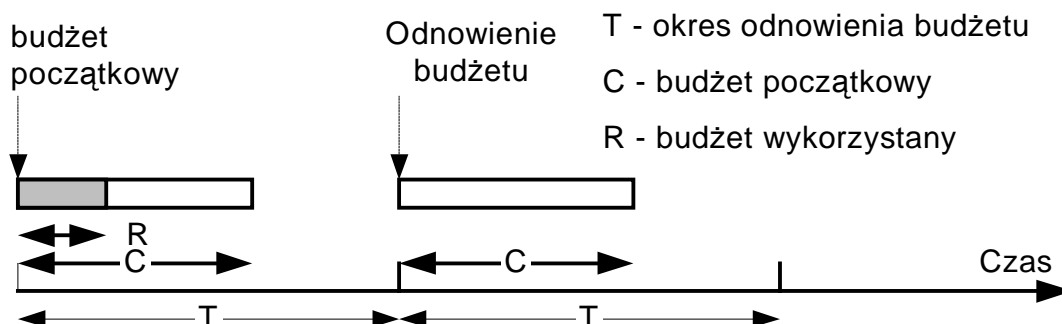 budżet
początkowy
Odnowienie
budżetu
T - okres odnowienia budżetu
C - budżet początkowy
R - budżet wykorzystany
R
C
C
Czas
T
T